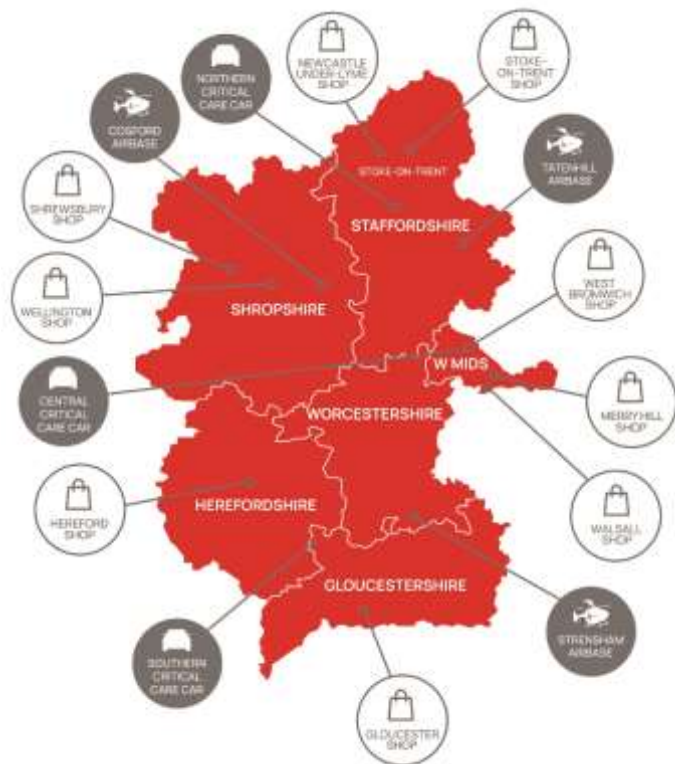 NEWCASTLE
UNDER-LYME
SHOP
STOKE-
ON-TRENT
SHOP
NORTHERN
CRITICAL
CARE CAR
COSFORD
AIRBASE
TATENHILL
AIRBASE
STOKE-ON-TRENT
SHREWSBURY
SHOP
STAFFORDSHIRE
WEST
BROMWICH
SHOP
WELLINGTON
SHOP
SHROPSHIRE
W MIDS
CENTRAL
CRITICAL
CARE CAR
WORCESTERSHIRE
MERRY HILL
SHOP
HEREFORD
SHOP
HEREFORDSHIRE
WALSALL
SHOP
GLOUCESTERSHIRE
STRENSHAM
AIRBASE
SOUTHERN
CRITICAL
CARE CAR
GLOUCESTER
SHOP